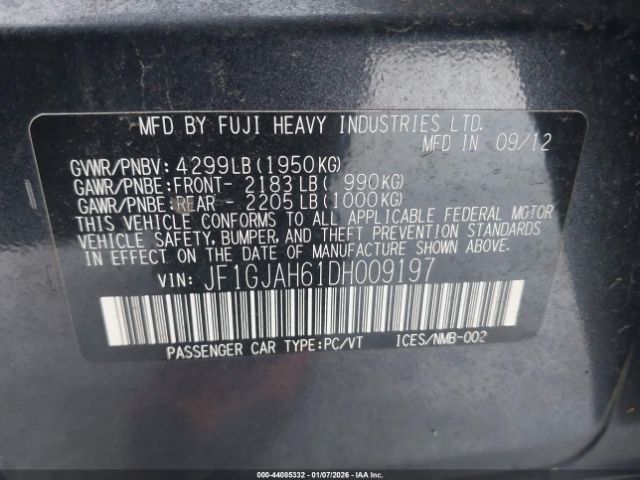 MFD BY FUJI HEAVY INDUSTRIES LTD.
MFD IN 09/12
GVWR/PNBV: 4299LB(1950KG)
GAWR/PNBE:FRONT- 2183LB( 990KG)
GAWR/PNBE:REAR - 2205LB(1000KG)
THIS VEHICLE CONFORMS TO ALL APPLICABLE FEDERAL MOTOR
VEHICLE SAFETY, BUMPER, AND THEFT PREVENTION STANDARDS
IN EFFECT ON THE DATE OF MANUFACTURE SHOWN ABOVE.
VIN: JF1GJAH61DH009197
PASSENGER CAR TYPE:PC/VT ICES/NMB-002
000-44085332 - 01/07/2026 - COPYRIGHT IAA, INC.